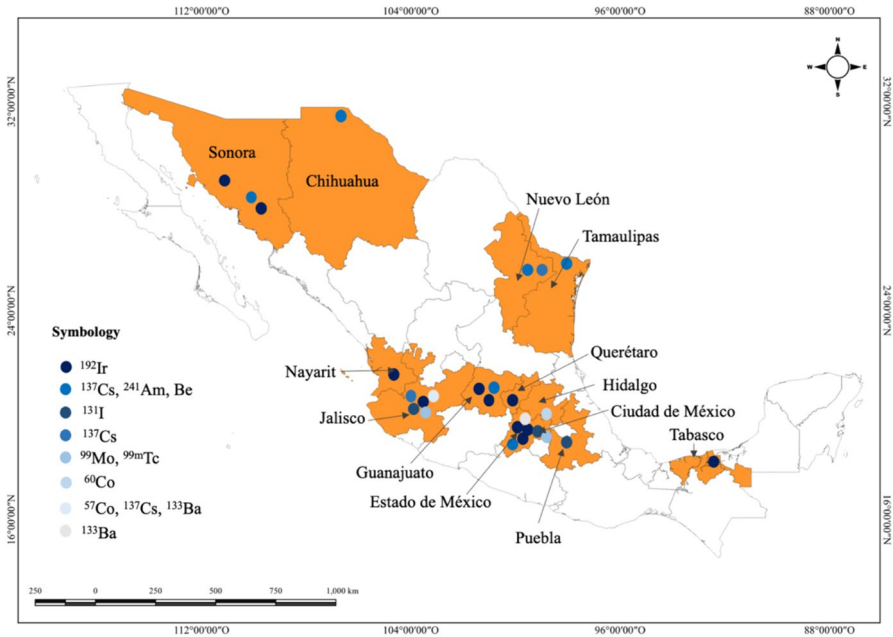 112°00'00"O 104°00'00"O 96°00'00"O 88°00'00"O
32°00'00"N 32°00'00"N
N
W E
S
Sonora
Chihuahua
Nuevo León
Tamaulipas
24°00'00"N 24°00'00"N
Symbology
¹⁹²Ir
¹³⁷Cs, ²⁴¹Am, Be
¹³¹I
¹³⁷Cs
⁹⁹Mo, ⁹⁹ᵐTc
⁶⁰Co
⁵⁷Co, ¹³⁷Cs, ¹³³Ba
¹³³Ba
Nayarit
Querétaro
Hidalgo
Jalisco
Ciudad de México
Tabasco
Guanajuato
Estado de México
Puebla
16°00'00"N 16°00'00"N
250 0 250 500 750 1,000 km
112°00'00"O 104°00'00"O 96°00'00"O 88°00'00"O